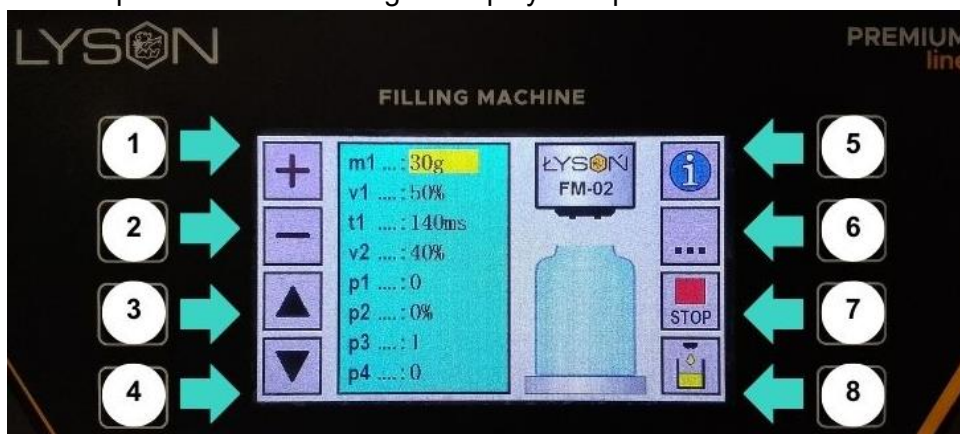 LYSON
PREMIUM
line
FILLING MACHINE
1
2
3
4
+
−
m1 ...: 30g
v1 ....: 50%
t1 ....: 140ms
v2 ....: 40%
p1 ....: 0
p2 ....: 0%
p3 ....: 1
p4 ....: 0
ŁYSOŃ
FM-02
i
...
STOP
5
6
7
8